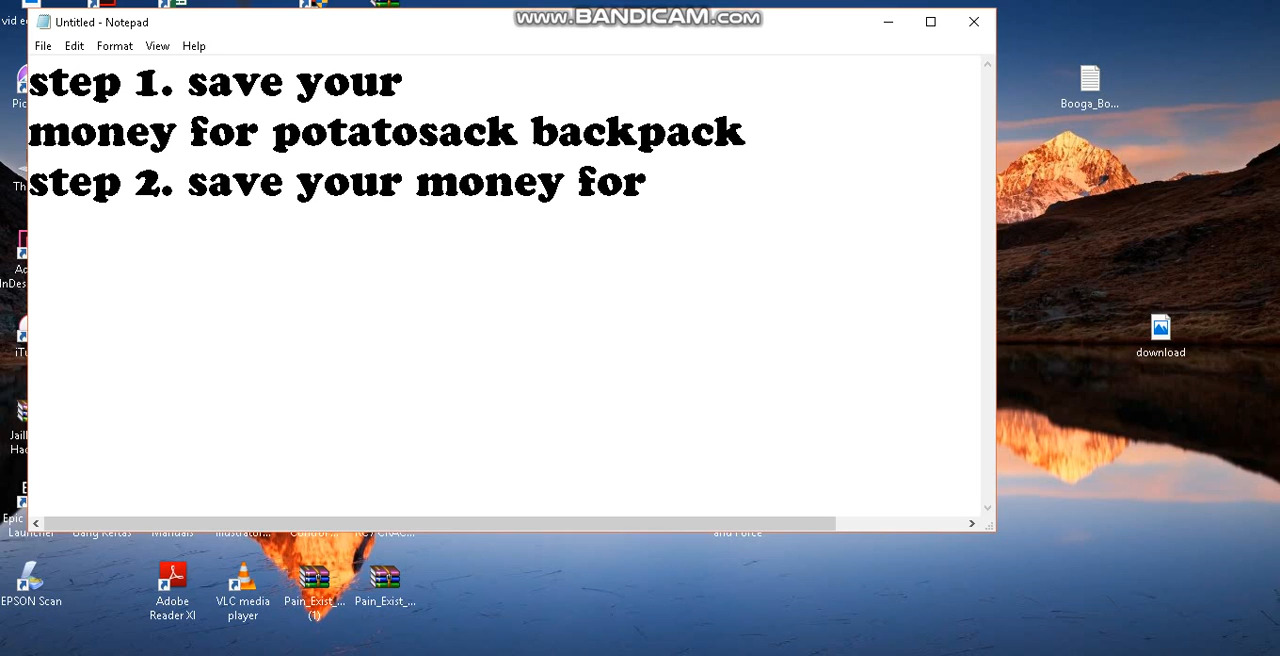 vid e
Untitled - Notepad
www.BANDICAM.com
File Edit Format View Help
step 1. save your
money for potatosack backpack
step 2. save your money for
Booga_Bo...
download
EPSON Scan
Adobe
Reader XI
VLC media
player
Pain_Exist_...
(1)
Pain_Exist_...